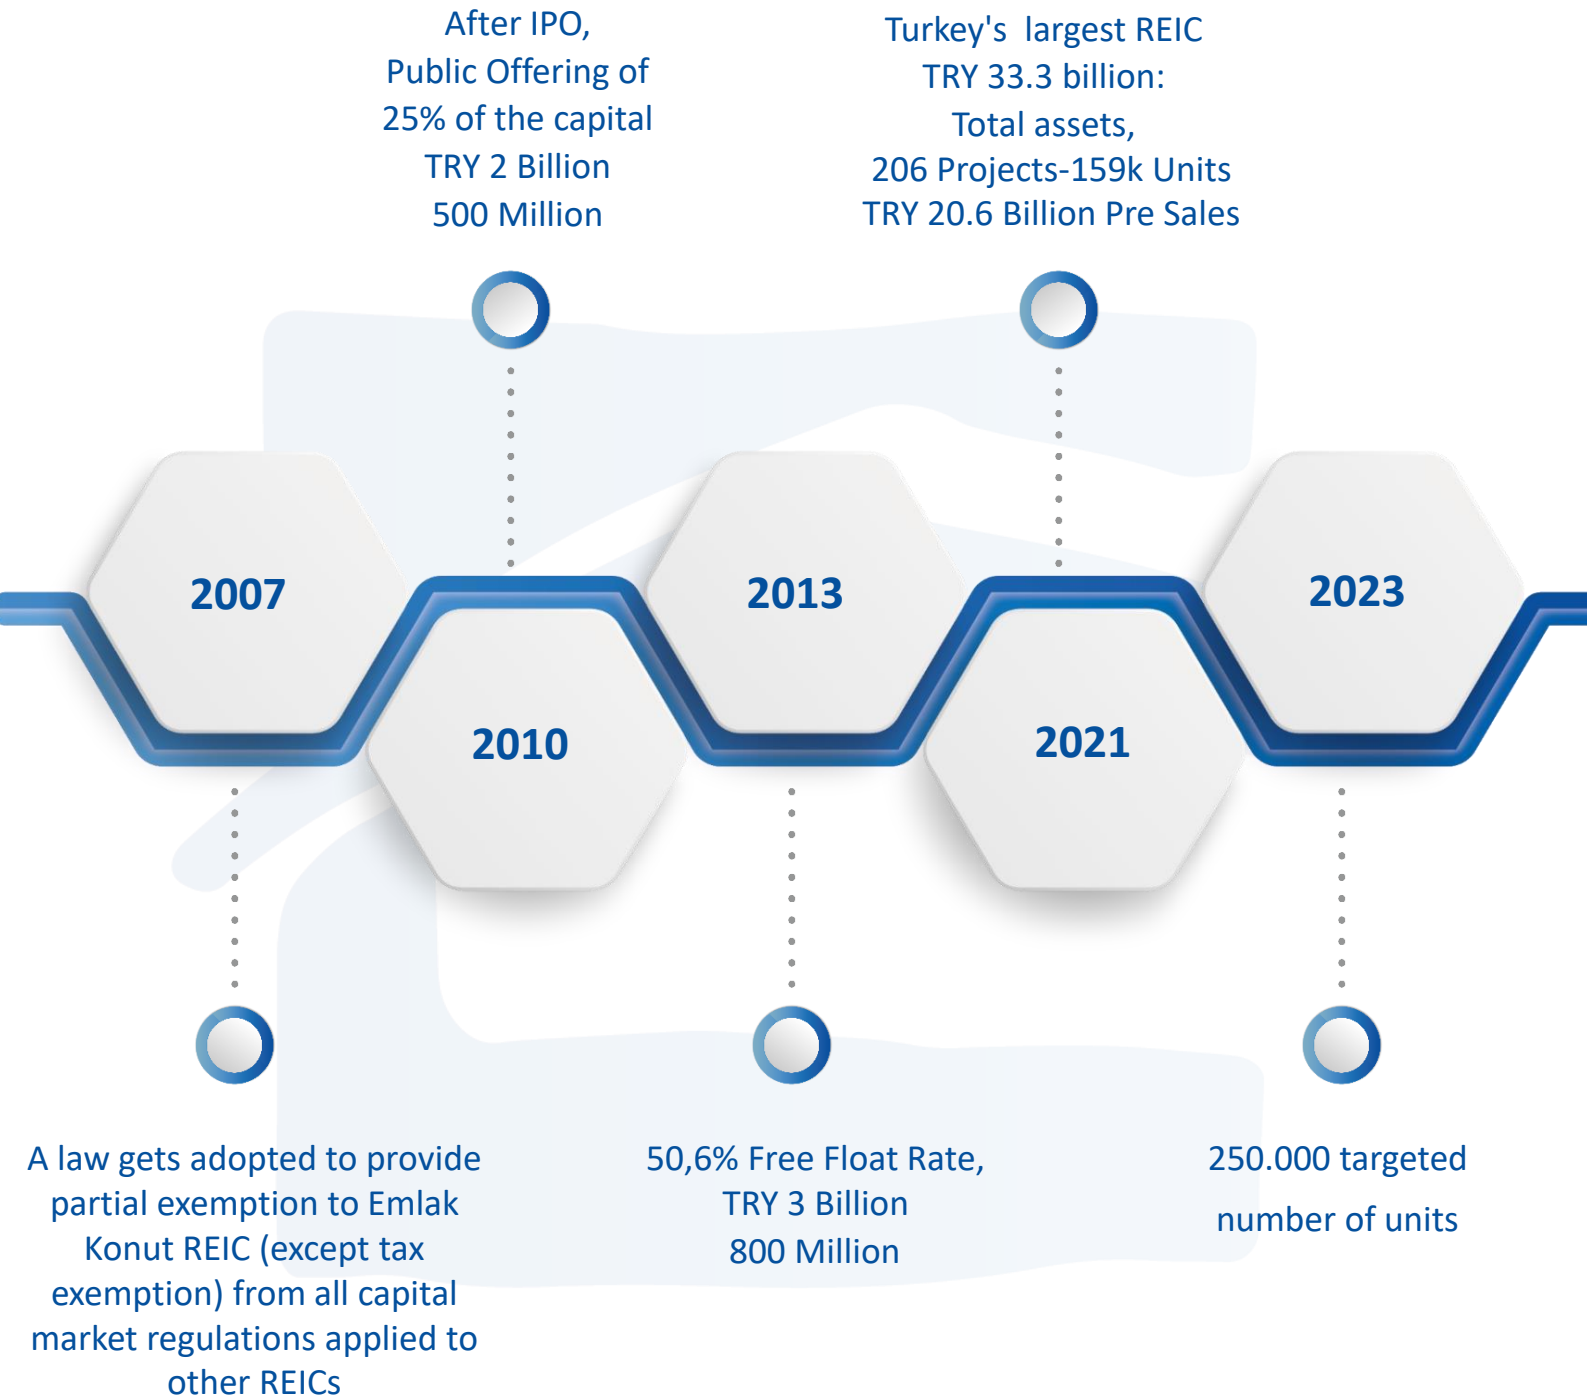 After IPO,
Public Offering of
25% of the capital
TRY 2 Billion
500 Million
Turkey's largest REIC
TRY 33.3 billion:
Total assets,
206 Projects-159k Units
TRY 20.6 Billion Pre Sales
2007
2010
2013
2021
2023
A law gets adopted to provide
partial exemption to Emlak
Konut REIC (except tax
exemption) from all capital
market regulations applied to
other REICs
50,6% Free Float Rate,
TRY 3 Billion
800 Million
250.000 targeted
number of units